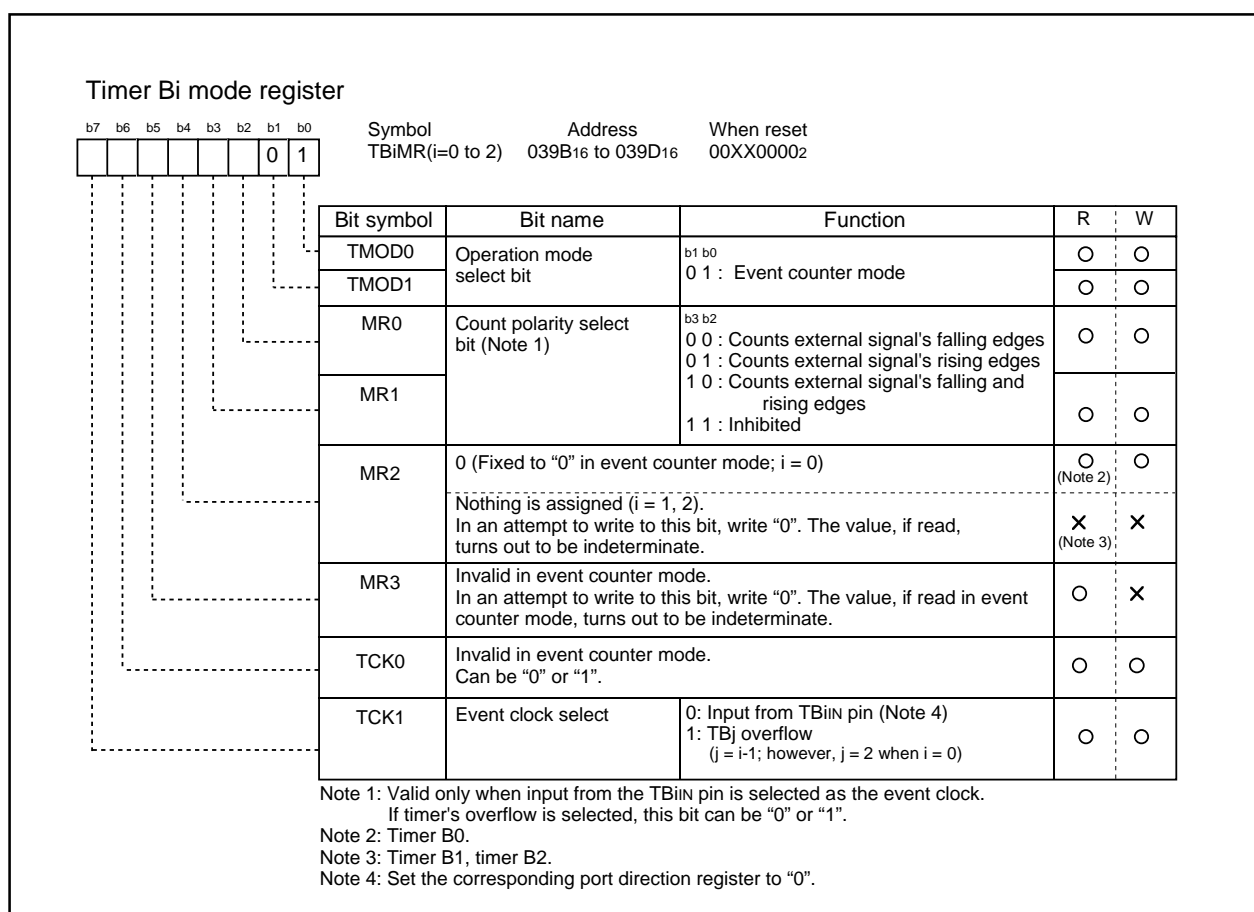 Timer Bi mode register
b7 b6 b5 b4 b3 b2 b1 b0
0 1
Symbol Address When reset
TBiMR(i=0 to 2) 039B16 to 039D16 00XX00002
Bit symbol Bit name Function R W
TMOD0
TMOD1
Operation mode
select bit
b1 b0
0 1 : Event counter mode
MR0
MR1
Count polarity select
bit (Note 1)
b3 b2
0 0 : Counts external signal's falling edges
0 1 : Counts external signal's rising edges
1 0 : Counts external signal's falling and
rising edges
1 1 : Inhibited
MR2
0 (Fixed to “0” in event counter mode; i = 0)
(Note 2)
Nothing is assigned (i = 1, 2).
In an attempt to write to this bit, write “0”. The value, if read,
turns out to be indeterminate.
(Note 3)
MR3
Invalid in event counter mode.
In an attempt to write to this bit, write “0”. The value, if read in event
counter mode, turns out to be indeterminate.
TCK0
Invalid in event counter mode.
Can be “0” or “1”.
TCK1
Event clock select
0: Input from TBiIN pin (Note 4)
1: TBj overflow
(j = i-1; however, j = 2 when i = 0)
Note 1: Valid only when input from the TBiIN pin is selected as the event clock.
If timer's overflow is selected, this bit can be “0” or “1”.
Note 2: Timer B0.
Note 3: Timer B1, timer B2.
Note 4: Set the corresponding port direction register to “0”.